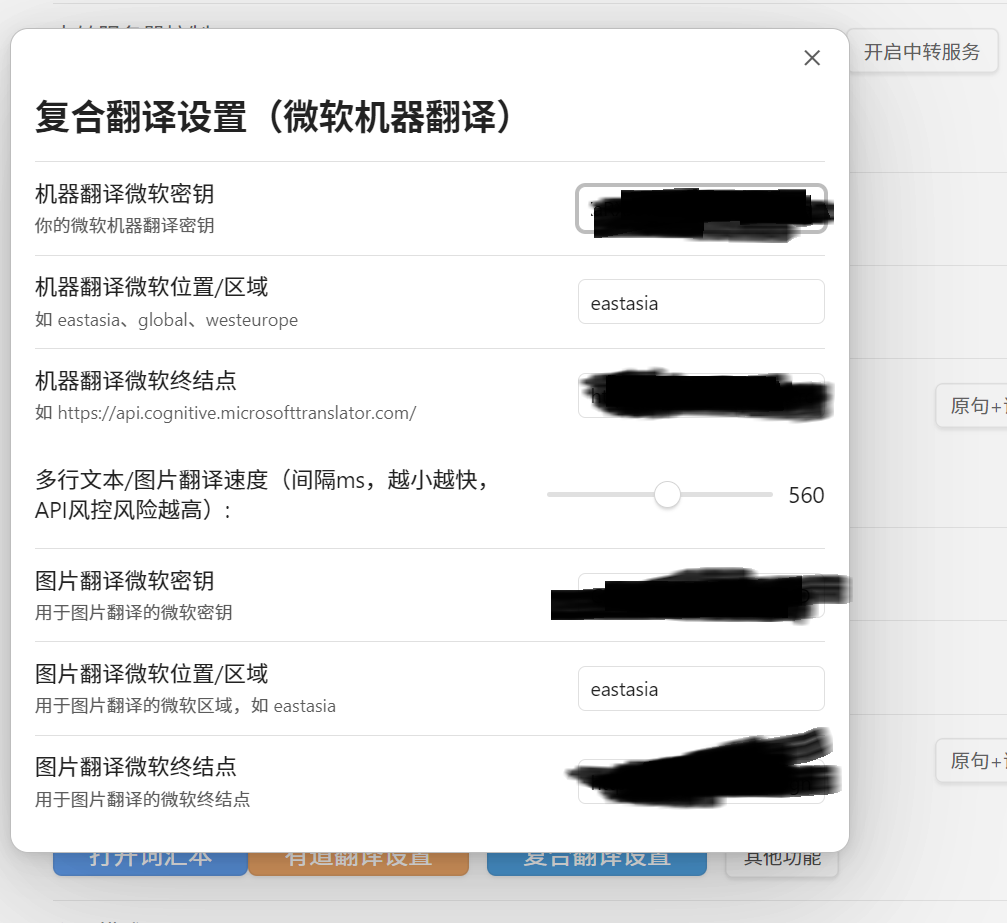 开启中转服务
复合翻译设置（微软机器翻译）
机器翻译微软密钥
你的微软机器翻译密钥
机器翻译微软位置/区域
eastasia
如 eastasia、global、westeurope
机器翻译微软终结点
如 https://api.cognitive.microsofttranslator.com/
原句+
多行文本/图片翻译速度（间隔ms，越小越快，
API风控风险越高）:
560
图片翻译微软密钥
用于图片翻译的微软密钥
图片翻译微软位置/区域
eastasia
用于图片翻译的微软区域，如 eastasia
图片翻译微软终结点
用于图片翻译的微软终结点
原句+
打开词汇本
有道翻译设置
复合翻译设置
其他功能